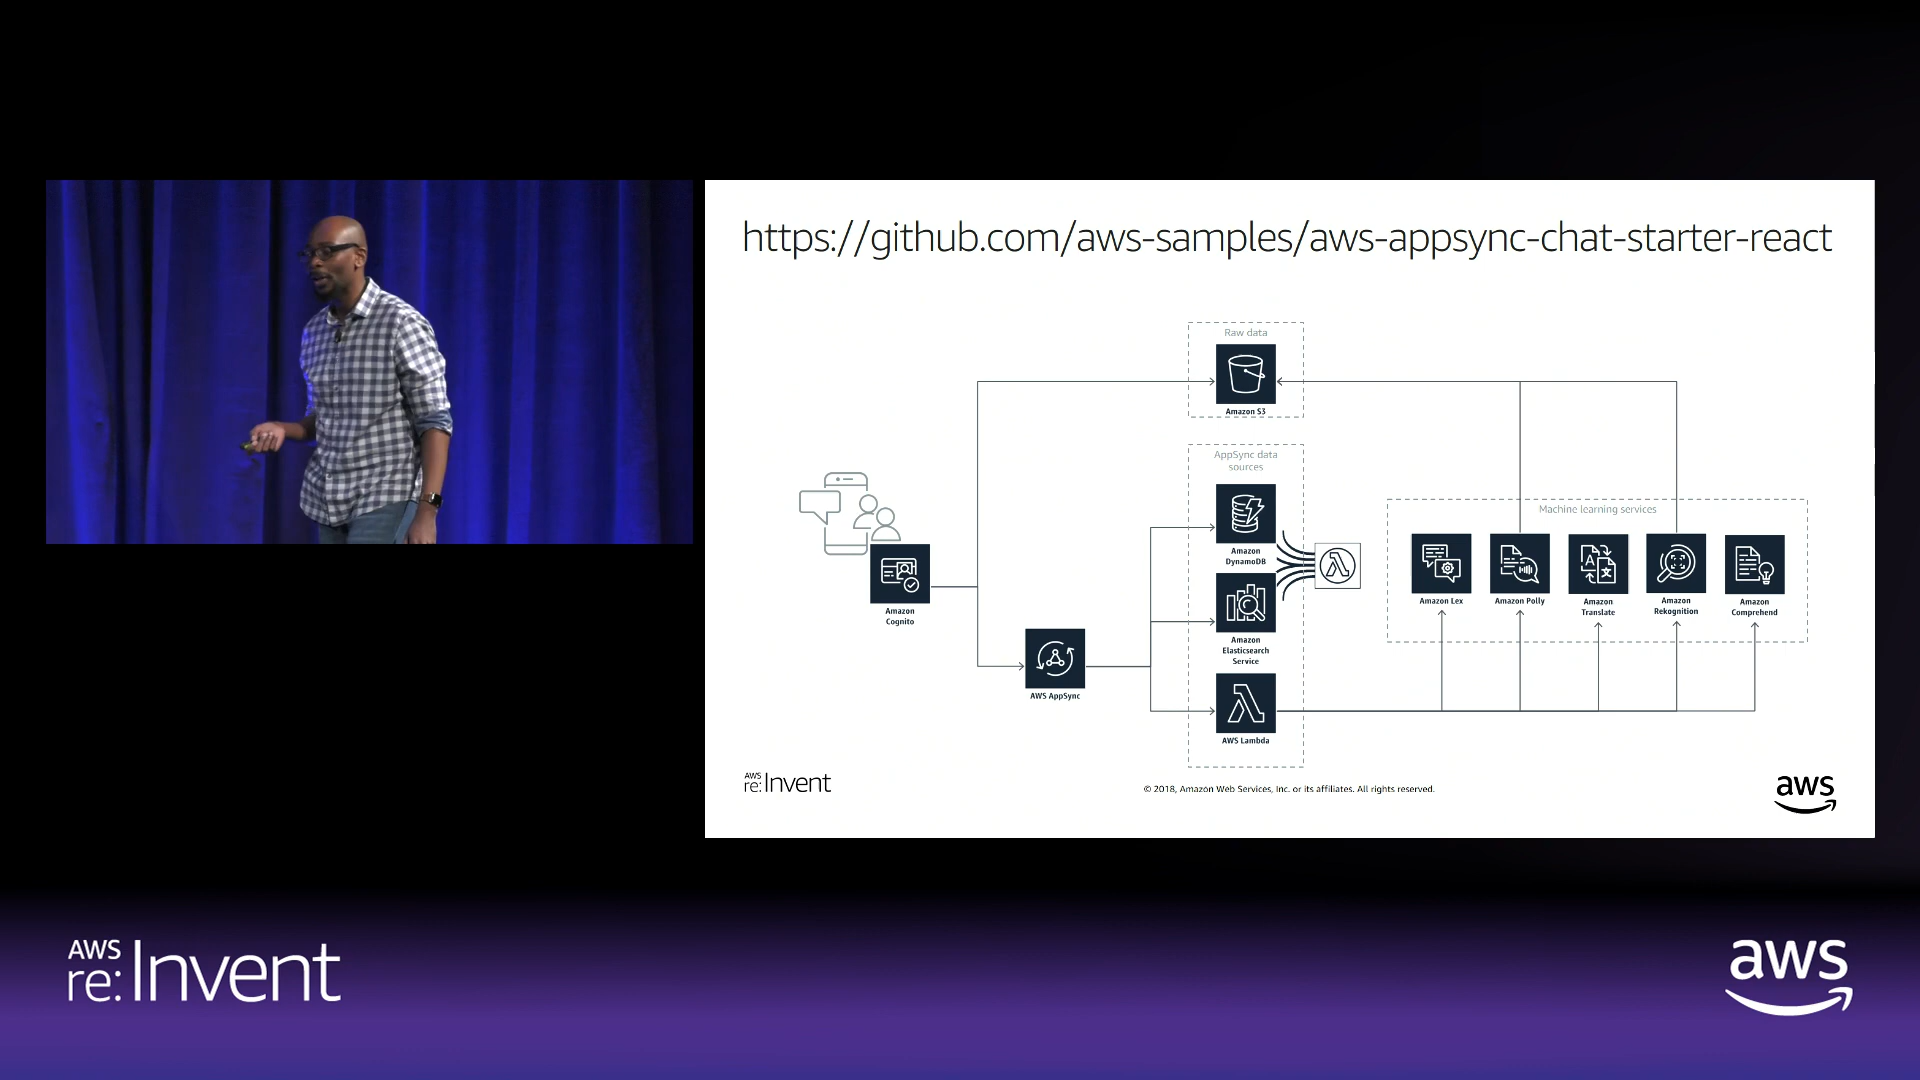 https://github.com/aws-samples/aws-appsync-chat-starter-react
Raw data
Amazon S3
AppSync data
sources
Amazon
DynamoDB
Amazon
Elasticsearch
Service
AWS Lambda
Amazon
Cognito
AWS AppSync
Machine learning services
Amazon Lex
Amazon Polly
Amazon
Translate
Amazon
Rekognition
Amazon
Comprehend
AWS
re:Invent
© 2018, Amazon Web Services, Inc. or its affiliates. All rights reserved.
aws
AWS
re:Invent
aws